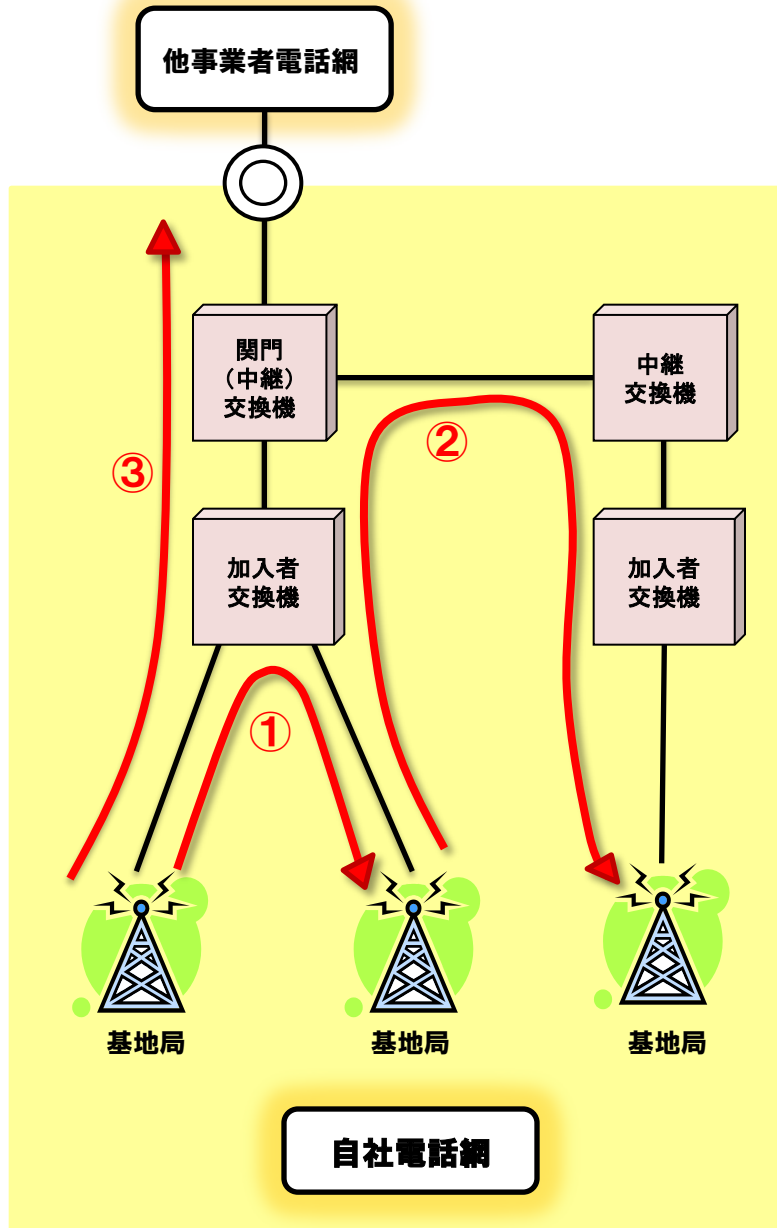 他事業者電話網
関門
（中継）
交換機
中継
交換機
③
②
加入者
交換機
加入者
交換機
①
基地局
基地局
基地局
自社電話網